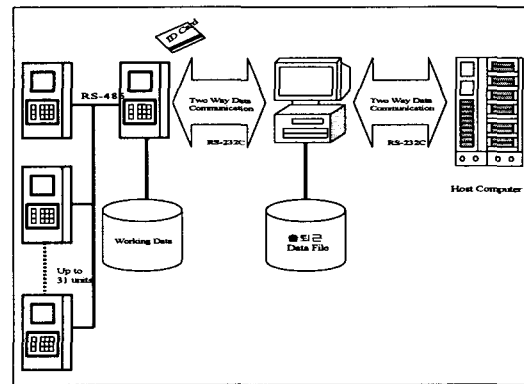 ID Card
RS-485
Two Way Data
Communication
RS-232C
Two Way Data
Communication
RS-232C
Host Computer
Working Data
출퇴근
Data File
Up to
31 units